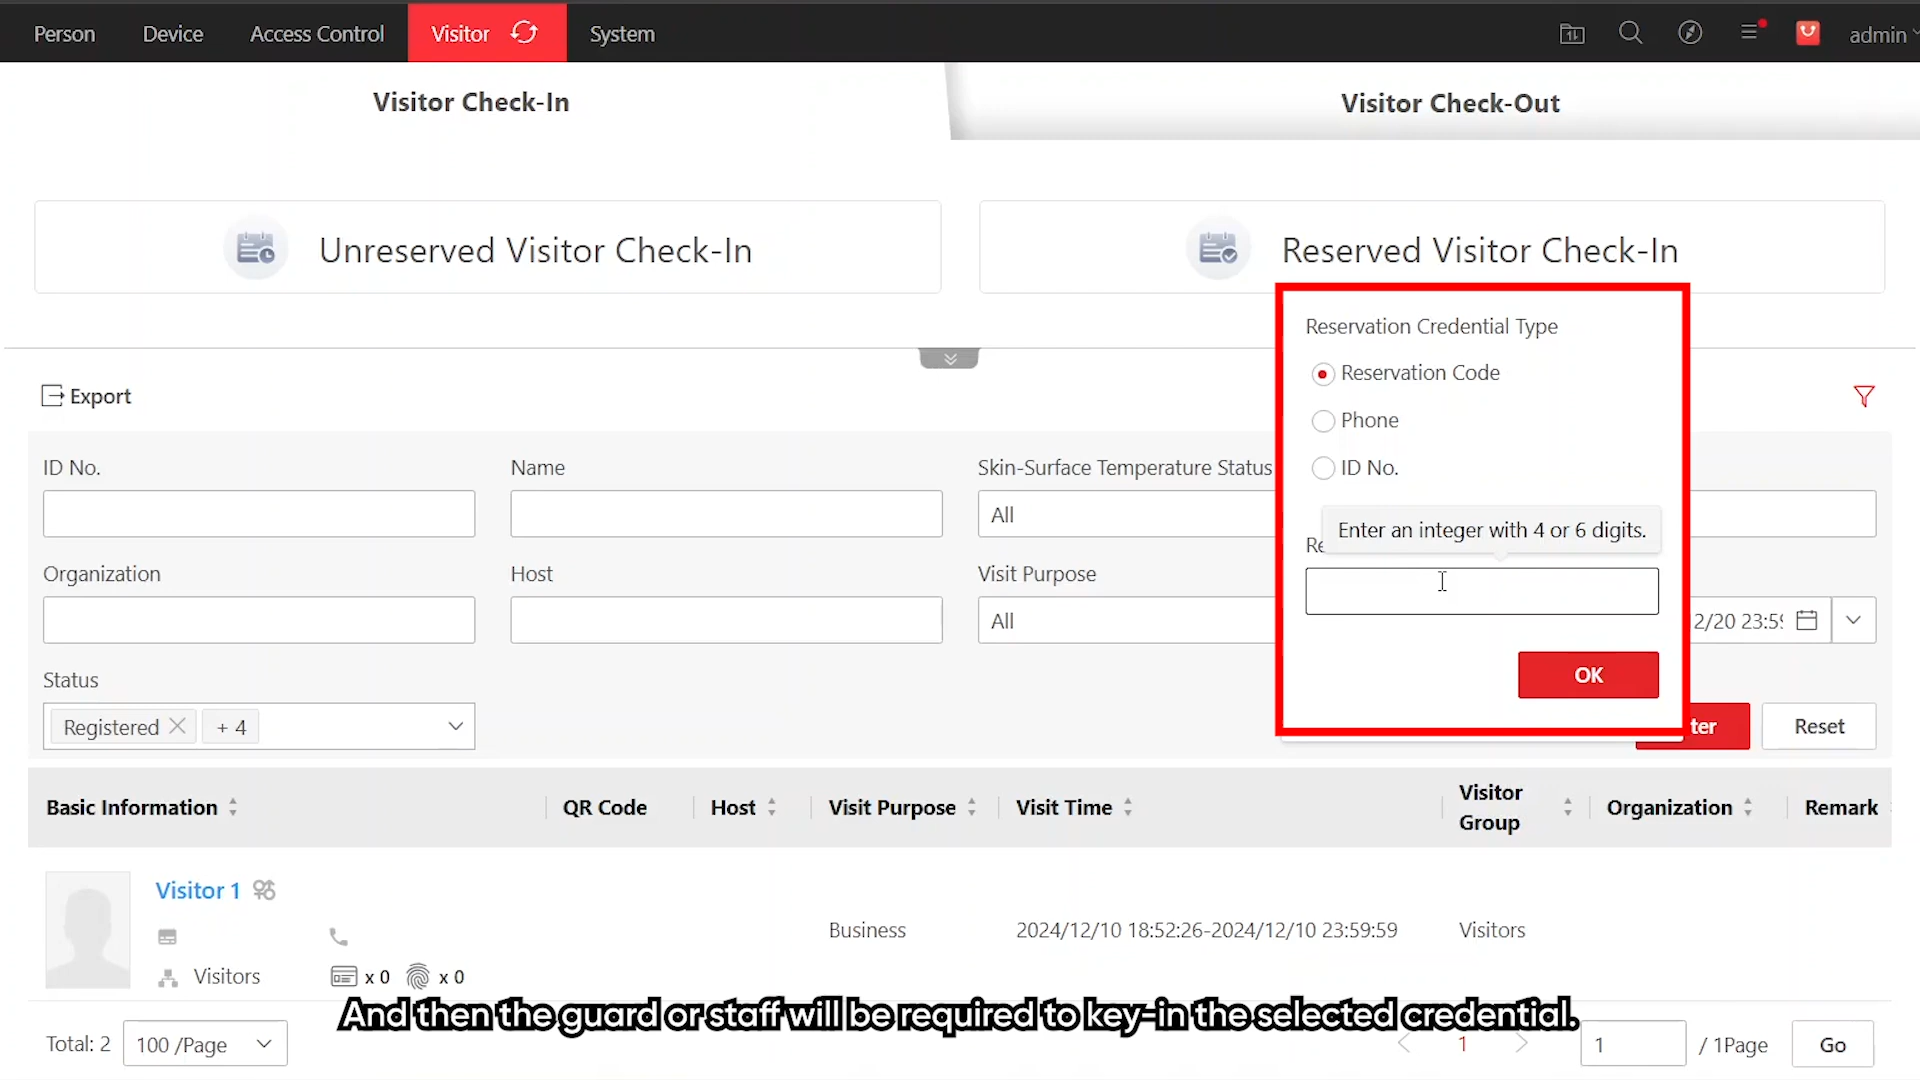 Person Device Access Control Visitor System admin
Visitor Check-In Visitor Check-Out
Unreserved Visitor Check-In Reserved Visitor Check-In
Reservation Credential Type
Reservation Code
Phone
ID No.
Enter an integer with 4 or 6 digits.
Re
OK
Export
ID No. Name Skin-Surface Temperature Status
All
Organization Host Visit Purpose
All 2/20 23:59
Status
Registered + 4 ter Reset
Basic Information QR Code Host Visit Purpose Visit Time Visitor Group Organization Remark
Visitor 1
Business 2024/12/10 18:52:26-2024/12/10 23:59:59 Visitors
Visitors x 0 x 0
And then the guard or staff will be required to key-in the selected credential.
Total: 2 100 /Page 1 1 / 1Page Go